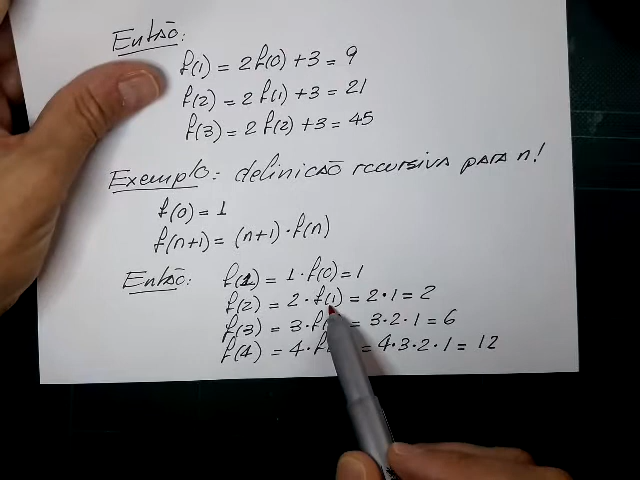 Então:
f(1) = 2f(0) + 3 = 9
f(2) = 2f(1) + 3 = 21
f(3) = 2f(2) + 3 = 45
Exemplo: definicão recursiva para n!
f(0) = 1
f(n+1) = (n+1) · f(n)
Então: f(1) = 1 · f(0) = 1
f(2) = 2 · f(1) = 2 · 1 = 2
f(3) = 3 · f( = 3 · 2 · 1 = 6
f(4) = 4 · f = 4 · 3 · 2 · 1 = 12